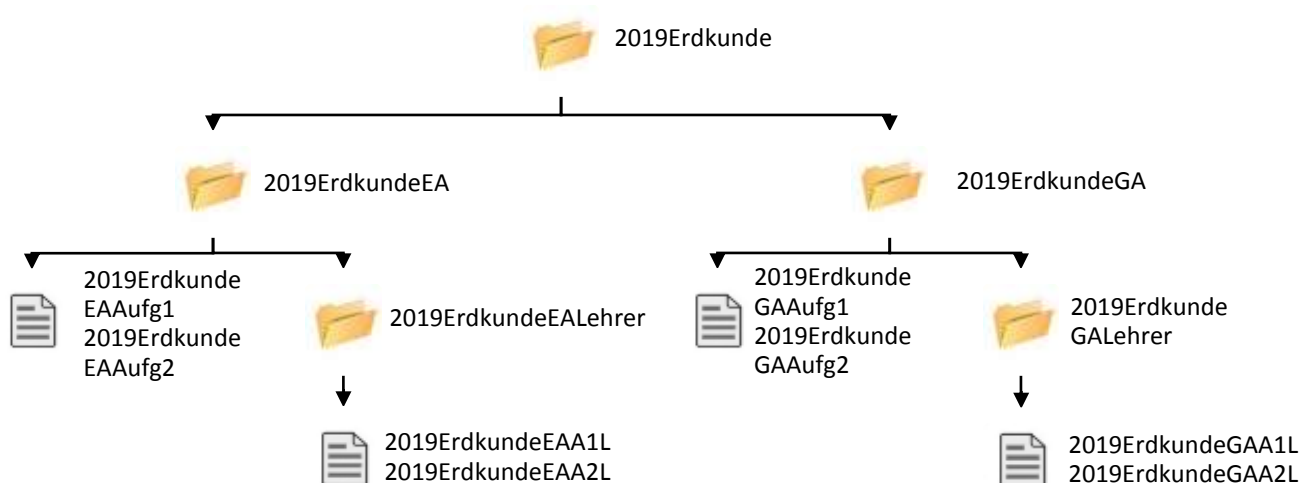 2019Erdkunde
2019ErdkundeEA
2019ErdkundeGA
2019Erdkunde
EAAufg1
2019Erdkunde
EAAufg2
2019ErdkundeEALehrer
2019Erdkunde
GAAufg1
2019Erdkunde
GAAufg2
2019Erdkunde
GALehrer
2019ErdkundeEAA1L
2019ErdkundeEAA2L
2019ErdkundeGAA1L
2019ErdkundeGAA2L